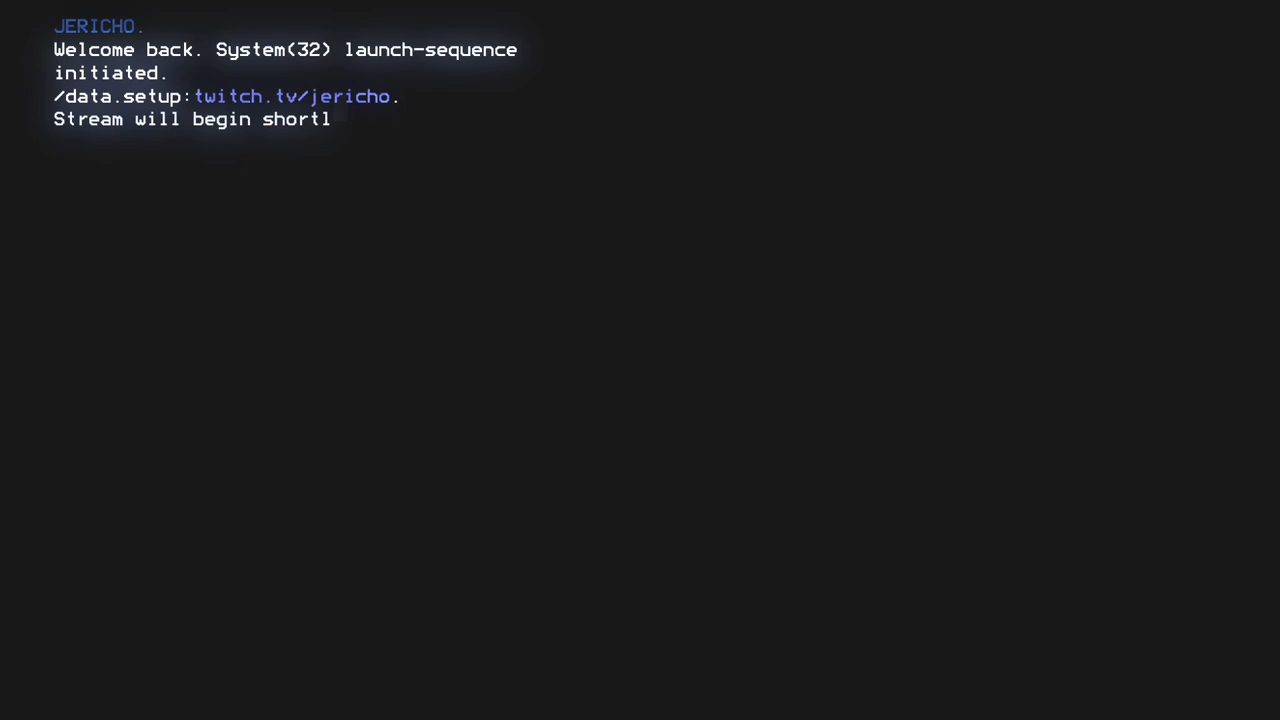 JERICHO.
Welcome back. System(32) launch-sequence
initiated.
/data.setup:twitch.tv/jericho.
Stream will begin shortl